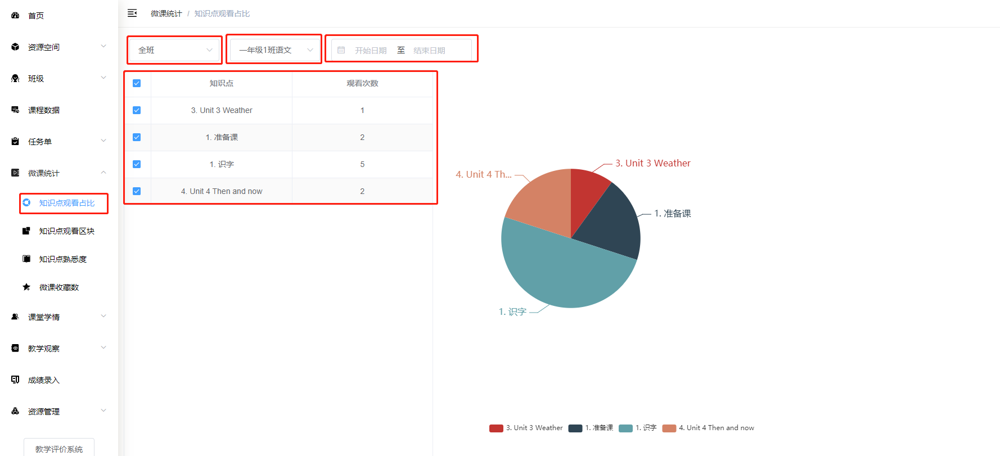 首页
资源空间
班级
课程数据
任务单
微课统计
知识点观看占比
知识点观看区块
知识点熟悉度
微课收藏数
课堂学情
教学观察
成绩录入
资源管理
教学评价系统
微课统计 / 知识点观看占比
全班 一年级1班语文 开始日期 至 结束日期
知识点 观看次数
3. Unit 3 Weather 1
1. 准备课 2
1. 识字 5
4. Unit 4 Then and now 2
3. Unit 3 Weather
4. Unit 4 Th...
1. 准备课
1. 识字
3. Unit 3 Weather 1. 准备课 1. 识字 4. Unit 4 Then and now